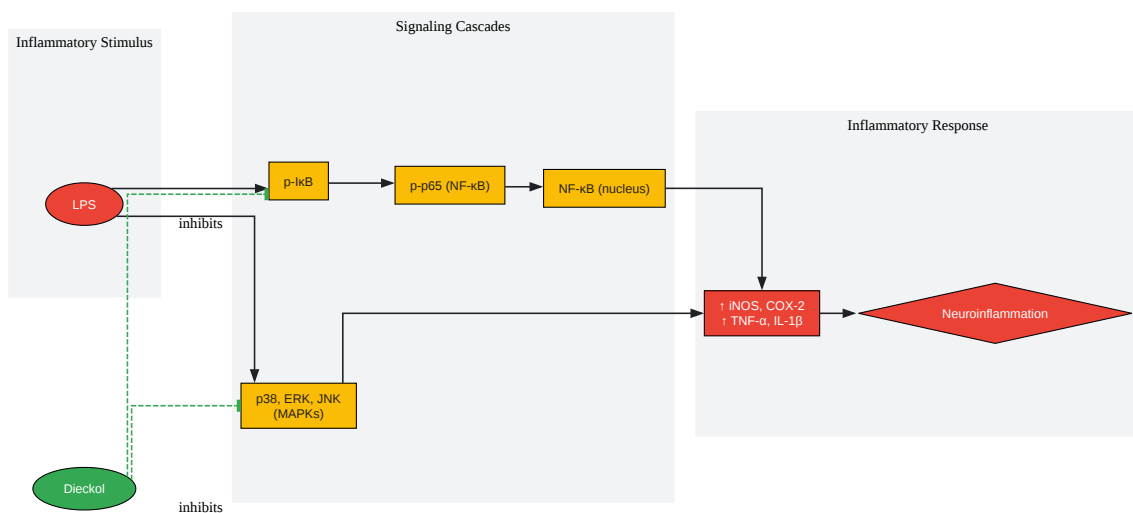 Inflammatory Stimulus
Signaling Cascades
Inflammatory Response
p-IκB
p-p65 (NF-κB)
NF-κB (nucleus)
LPS
inhibits
↑ iNOS, COX-2
↑ TNF-α, IL-1β
Neuroinflammation
p38, ERK, JNK
(MAPKs)
Dieckol
inhibits